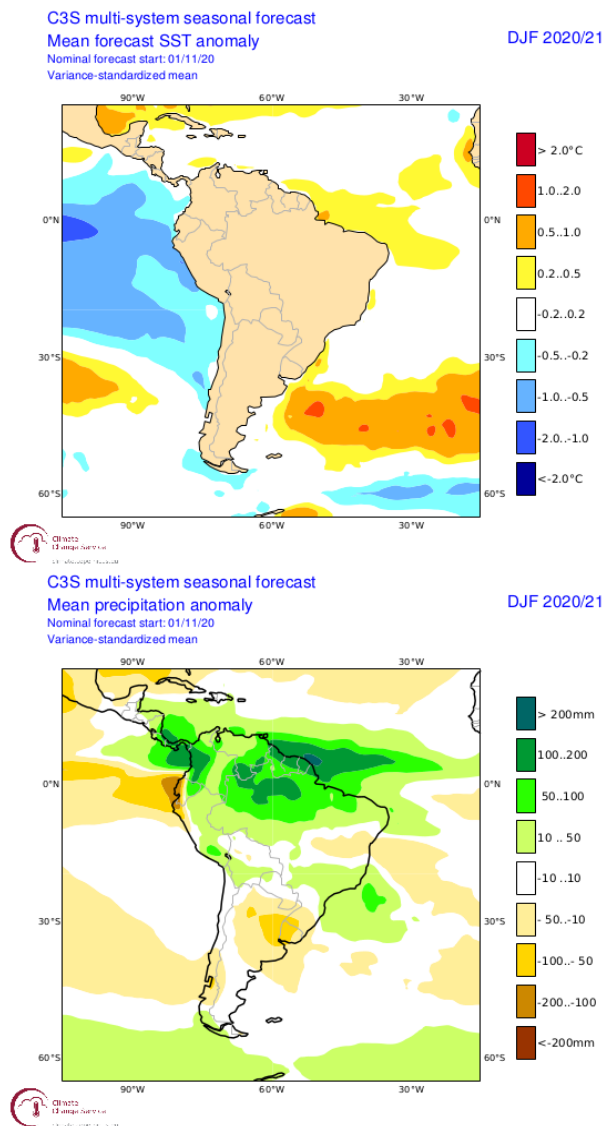 C3S multi-system seasonal forecast
Mean forecast SST anomaly DJF 2020/21
Nominal forecast start: 01/11/20
Variance-standardized mean
90°W 60°W 30°W
> 2.0°C
1.0..2.0
0°N 0°N
0.5..1.0
0.2..0.5
-0.2..0.2
30°S 30°S
-0.5..-0.2
-1.0..-0.5
-2.0..-1.0
<-2.0°C
60°S 60°S
90°W 60°W 30°W
Climate
Change Service
C3S multi-system seasonal forecast
Mean precipitation anomaly DJF 2020/21
Nominal forecast start: 01/11/20
Variance-standardized mean
90°W 60°W 30°W
> 200mm
100..200
0°N 0°N
50..100
10 .. 50
-10 ..10
30°S 30°S
- 50..-10
-100..- 50
-200..-100
<-200mm
60°S 60°S
90°W 60°W 30°W
Climate
Change Service